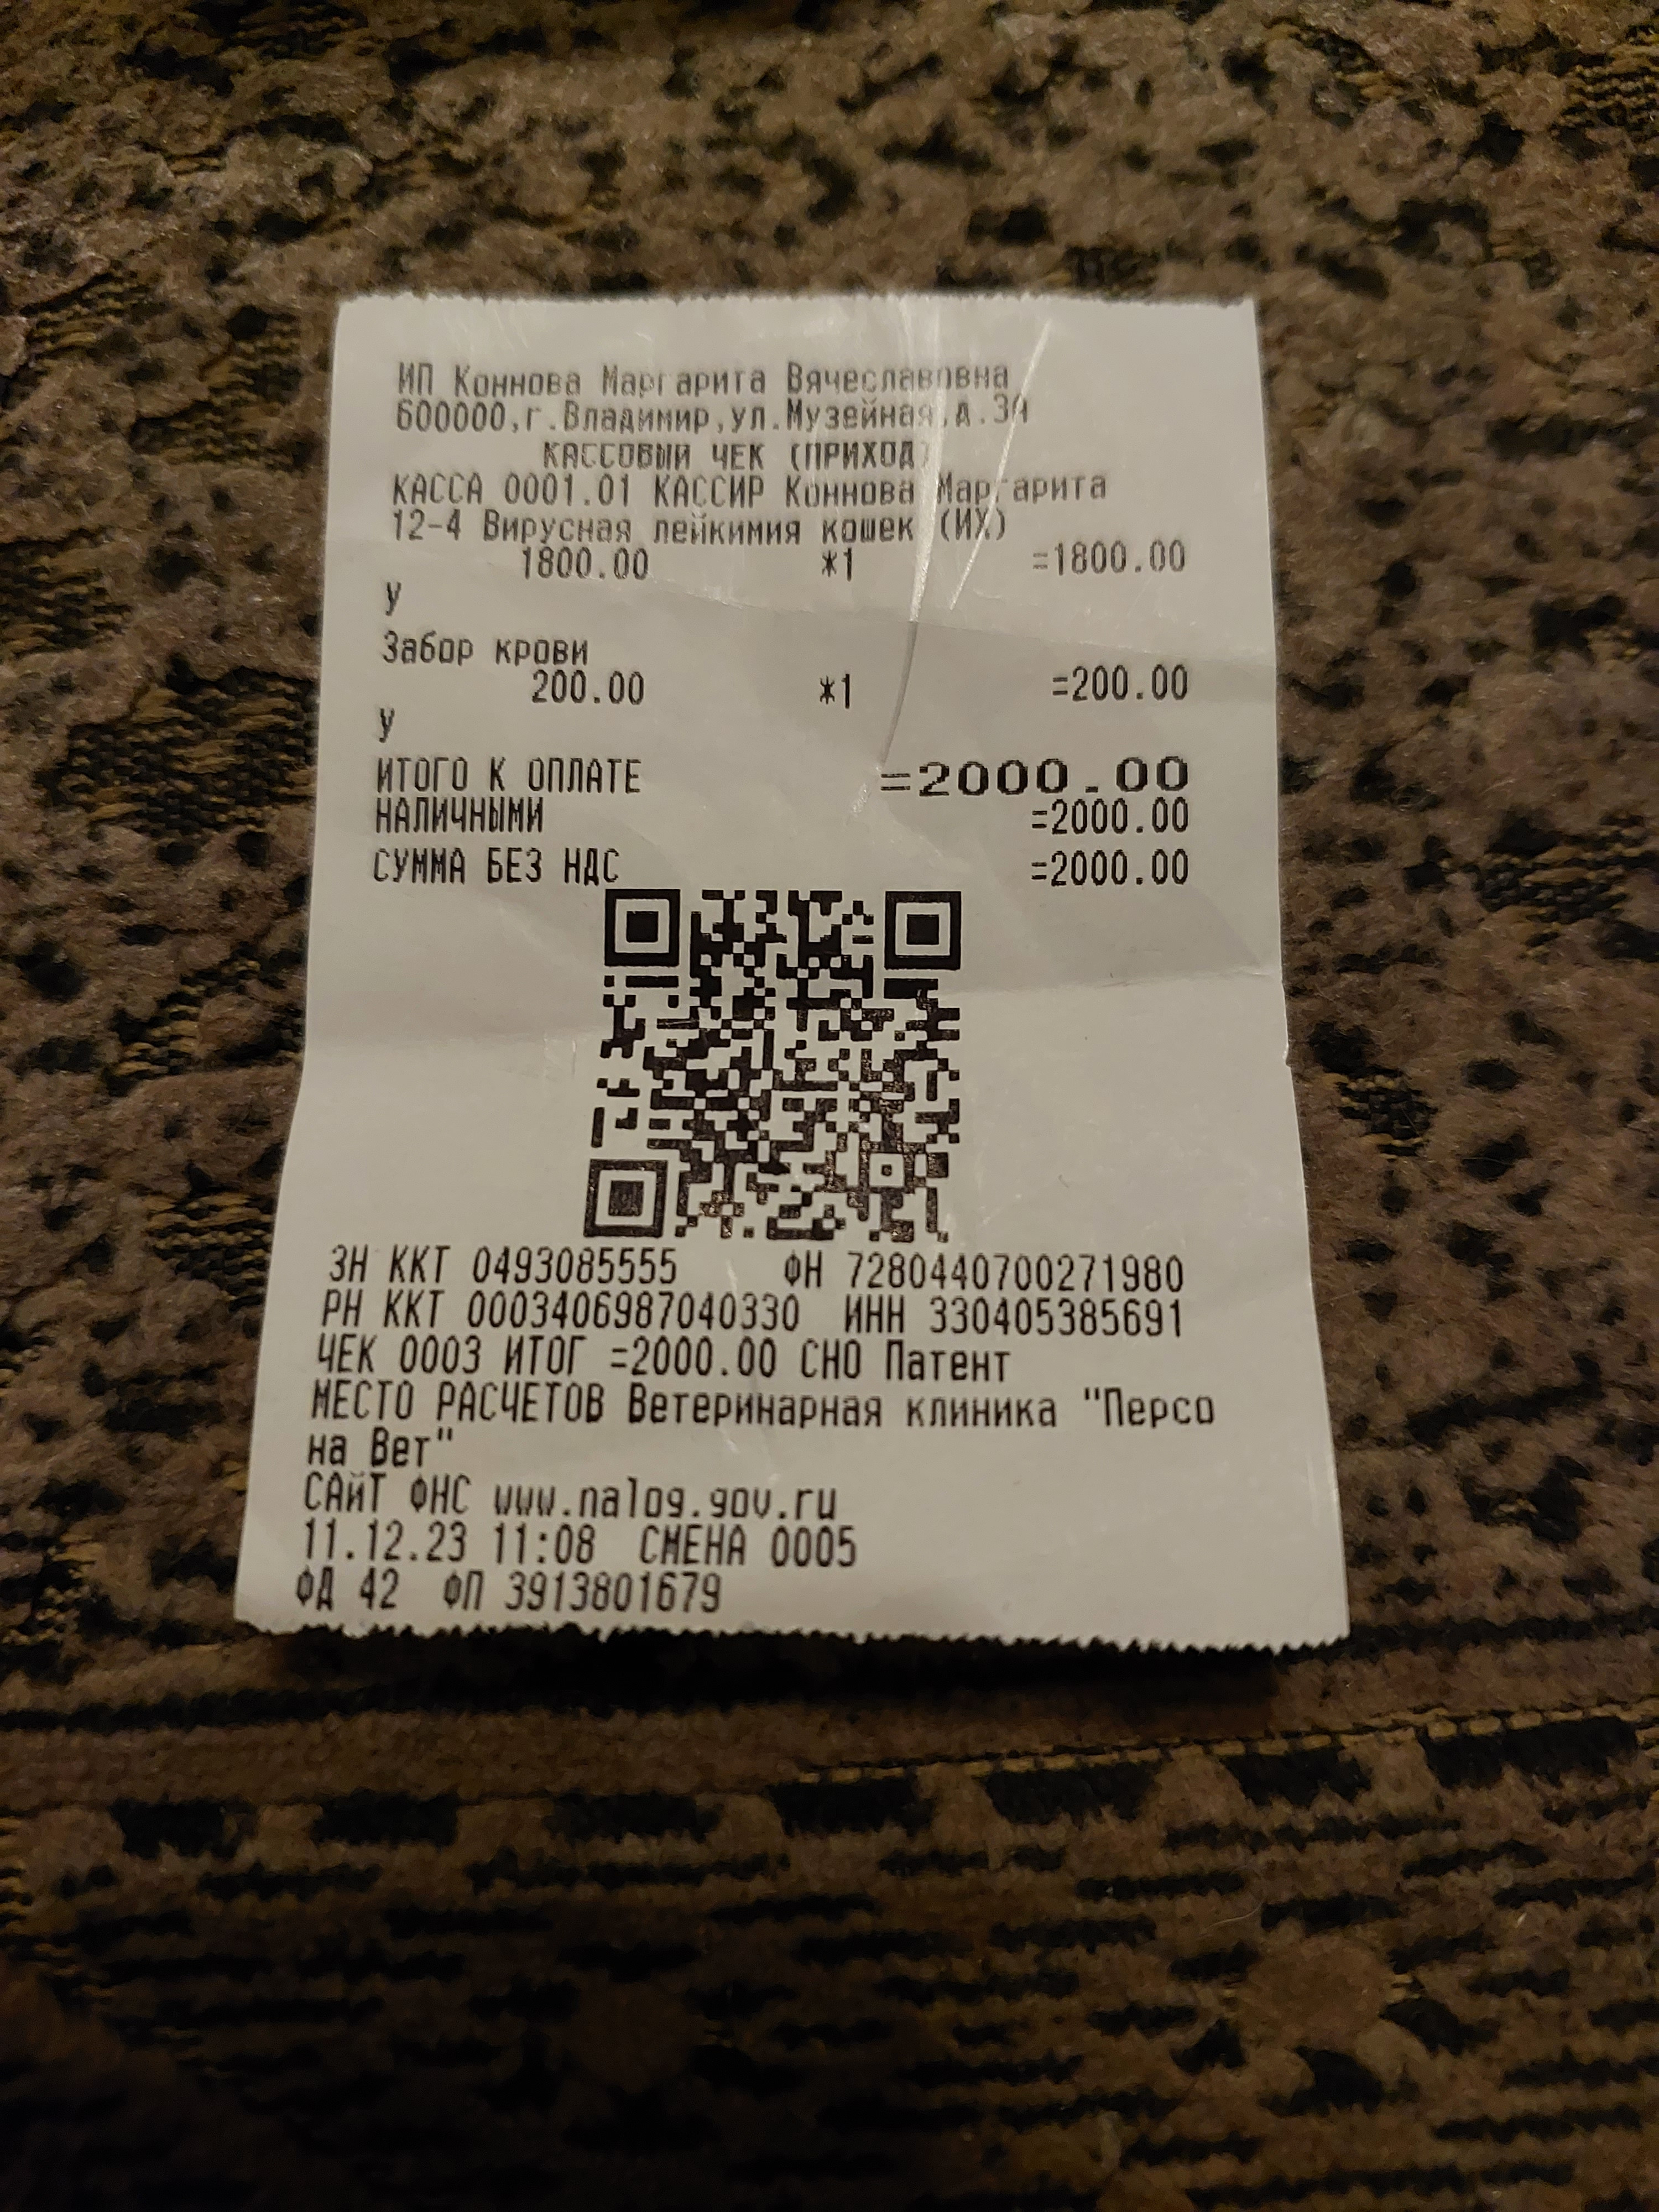 ИП Коннова Маргарита Вячеславовна
600000,г.Владимир,ул.Музейная,д.3А
КАССОВЫЙ ЧЕК (ПРИХОД)
КАССА 0001.01 КАССИР Коннова Маргарита
12-4 Вирусная лейкимия кошек (ИХ)
1800.00 *1 =1800.00
У
Забор крови
200.00 *1 =200.00
У
ИТОГО К ОПЛАТЕ =2000.00
НАЛИЧНЫМИ =2000.00
СУММА БЕЗ НДС =2000.00
ЗН ККТ 0493085555 ФН 7280440700271980
РН ККТ 0003406987040330 ИНН 330405385691
ЧЕК 0003 ИТОГ =2000.00 СНО Патент
МЕСТО РАСЧЕТОВ Ветеринарная клиника "Персо
на Вет"
САЙТ ФНС www.nalog.gov.ru
11.12.23 11:08 СМЕНА 0005
ФД 42 ФП 3913801679